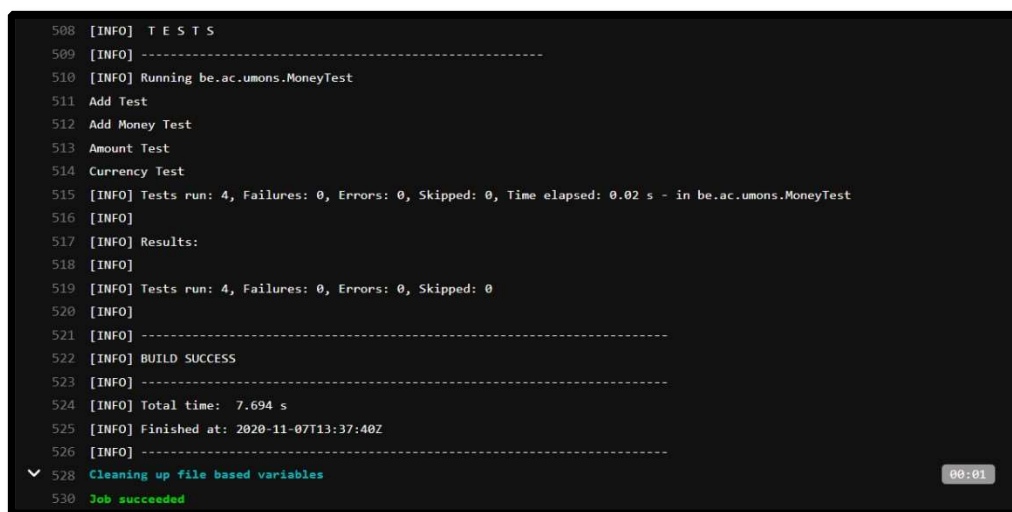 508 [INFO]  T E S T S
509 [INFO] -------------------------------------------------------
510 [INFO] Running be.ac.umons.MoneyTest
511 Add Test
512 Add Money Test
513 Amount Test
514 Currency Test
515 [INFO] Tests run: 4, Failures: 0, Errors: 0, Skipped: 0, Time elapsed: 0.02 s - in be.ac.umons.MoneyTest
516 [INFO]
517 [INFO] Results:
518 [INFO]
519 [INFO] Tests run: 4, Failures: 0, Errors: 0, Skipped: 0
520 [INFO]
521 [INFO] ------------------------------------------------------------------------
522 [INFO] BUILD SUCCESS
523 [INFO] ------------------------------------------------------------------------
524 [INFO] Total time:  7.694 s
525 [INFO] Finished at: 2020-11-07T13:37:40Z
526 [INFO] ------------------------------------------------------------------------
528 Cleaning up file based variables 00:01
530 Job succeeded